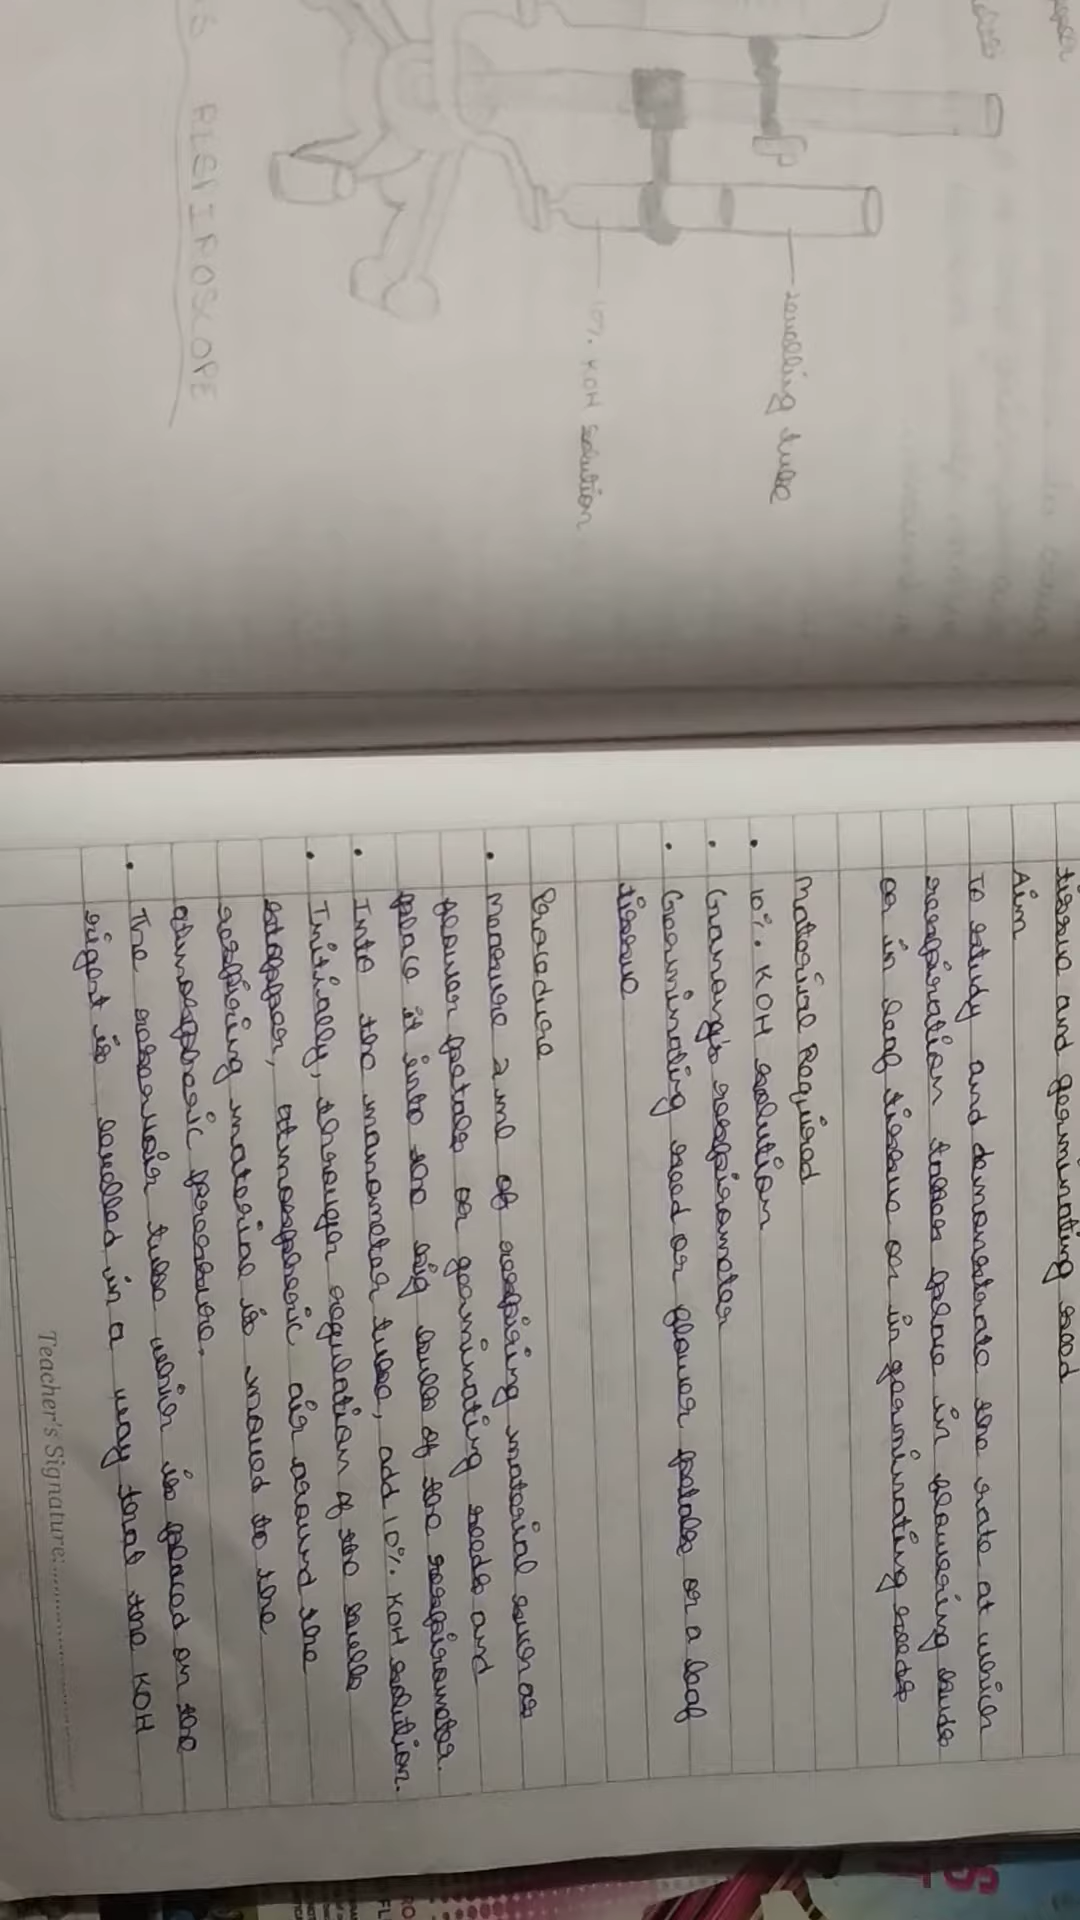 RESPIROSCOPE
levelling tube
10% KOH solution
tissue and germinating seed
Aim
To study and demonstrate the rate at which
respiration takes place in flowering buds
or in leaf tissue or in germinating seeds
Material Required
• 10% KOH solution
• Ganong's respirometer
• Germinating seed or flower petals or a leaf
tissue
Procedure
• Measure 2 ml of respiring material such as
flower petals or germinating seeds and
place it into the big bulb of the respirometer.
• Into the manometer tube, add 10% KOH solution.
• Initially, through regulation of the bulb
stopper, atmospheric air around the
respiring material is moved to the
atmospheric pressure.
• The reservoir tube which is placed on the
right is levelled in a way that the KOH
Teacher's Signature: